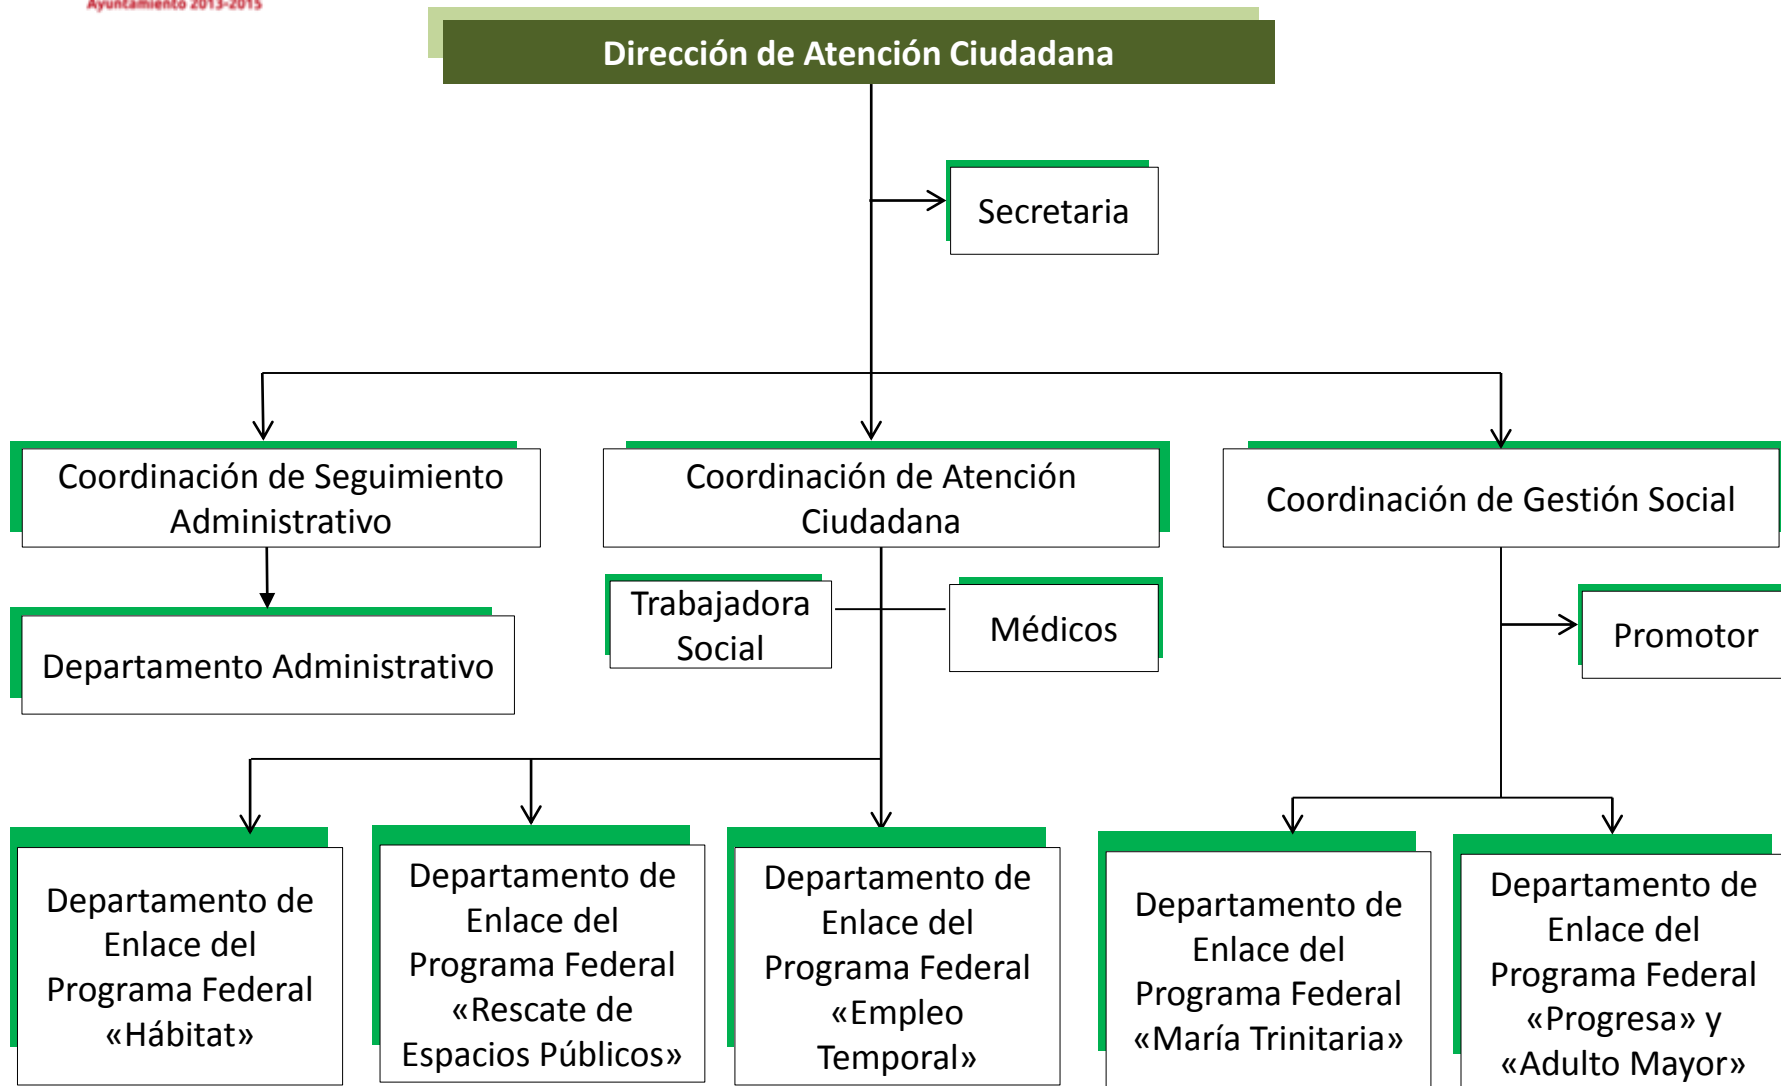 Ayuntamiento 2013-2015
Dirección de Atención Ciudadana
Secretaria
Coordinación de Seguimiento
Administrativo
Coordinación de Atención
Ciudadana
Coordinación de Gestión Social
Departamento Administrativo
Trabajadora
Social
Médicos
Promotor
Departamento de
Enlace del
Programa Federal
«Hábitat»
Departamento de
Enlace del
Programa Federal
«Rescate de
Espacios Públicos»
Departamento de
Enlace del
Programa Federal
«Empleo
Temporal»
Departamento de
Enlace del
Programa Federal
«María Trinitaria»
Departamento de
Enlace del
Programa Federal
«Progresa» y
«Adulto Mayor»